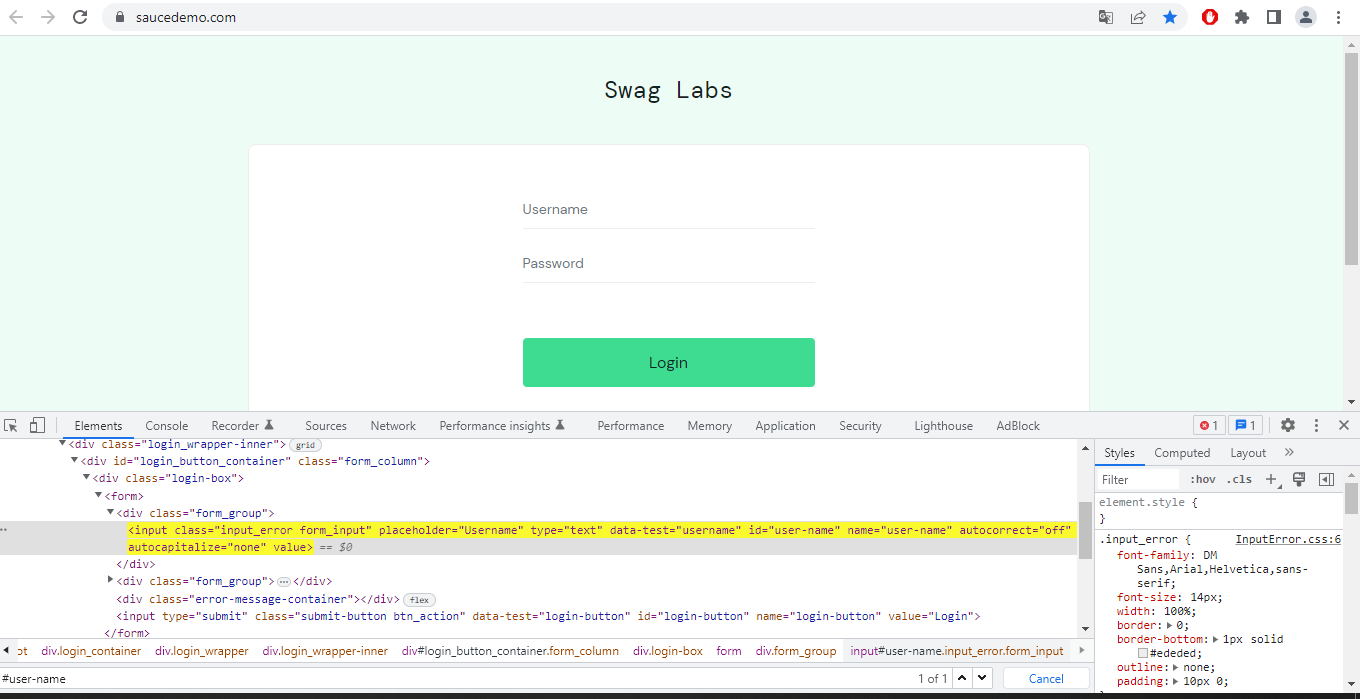 saucedemo.com
Swag Labs
Username
Password
Login
Elements Console Recorder Sources Network Performance insights Performance Memory Application Security Lighthouse AdBlock 1 1
<div class="login_wrapper-inner"> grid
<div id="login_button_container" class="form_column">
<div class="login-box">
<form>
<div class="form_group">
<input class="input_error form_input" placeholder="Username" type="text" data-test="username" id="user-name" name="user-name" autocorrect="off"
autocapitalize="none" value> == $0
</div>
<div class="form_group">…</div>
<div class="error-message-container"></div> flex
<input type="submit" class="submit-button btn_action" data-test="login-button" id="login-button" name="login-button" value="Login">
</form>
ot div.login_container div.login_wrapper div.login_wrapper-inner div#login_button_container.form_column div.login-box form div.form_group input#user-name.input_error.form_input
#user-name 1 of 1 Cancel
Styles Computed Layout »
Filter :hov .cls +
element.style {
}
.input_error { InputError.css:6
font-family: DM
Sans,Arial,Helvetica,sans-
serif;
font-size: 14px;
width: 100%;
border: 0;
border-bottom: 1px solid
#ededed;
outline: none;
padding: 10px 0;